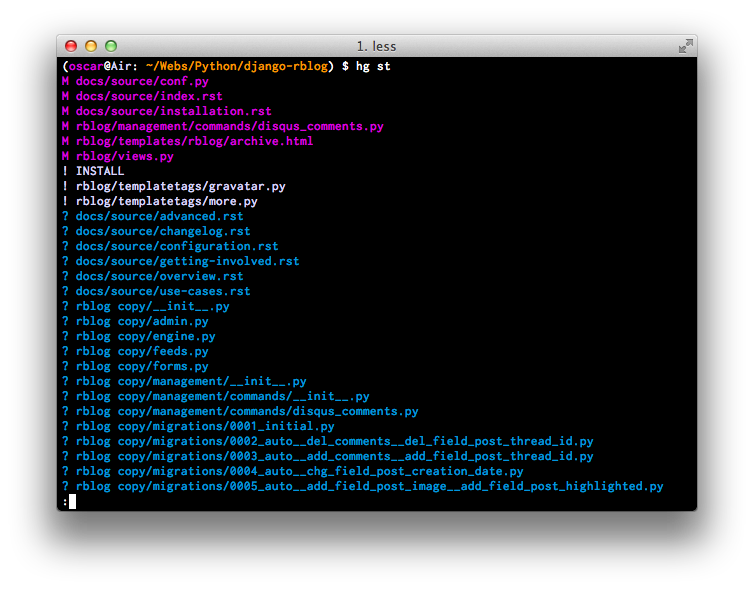 1. less
(oscar@Air: ~/Webs/Python/django-rblog) $ hg st
M docs/source/conf.py
M docs/source/index.rst
M docs/source/installation.rst
M rblog/management/commands/disqus_comments.py
M rblog/templates/rblog/archive.html
M rblog/views.py
! INSTALL
! rblog/templatetags/gravatar.py
! rblog/templatetags/more.py
? docs/source/advanced.rst
? docs/source/changelog.rst
? docs/source/configuration.rst
? docs/source/getting-involved.rst
? docs/source/overview.rst
? docs/source/use-cases.rst
? rblog copy/__init__.py
? rblog copy/admin.py
? rblog copy/engine.py
? rblog copy/feeds.py
? rblog copy/forms.py
? rblog copy/management/__init__.py
? rblog copy/management/commands/__init__.py
? rblog copy/management/commands/disqus_comments.py
? rblog copy/migrations/0001_initial.py
? rblog copy/migrations/0002_auto__del_comments__del_field_post_thread_id.py
? rblog copy/migrations/0003_auto__add_comments__add_field_post_thread_id.py
? rblog copy/migrations/0004_auto__chg_field_post_creation_date.py
? rblog copy/migrations/0005_auto__add_field_post_image__add_field_post_highlighted.py
: